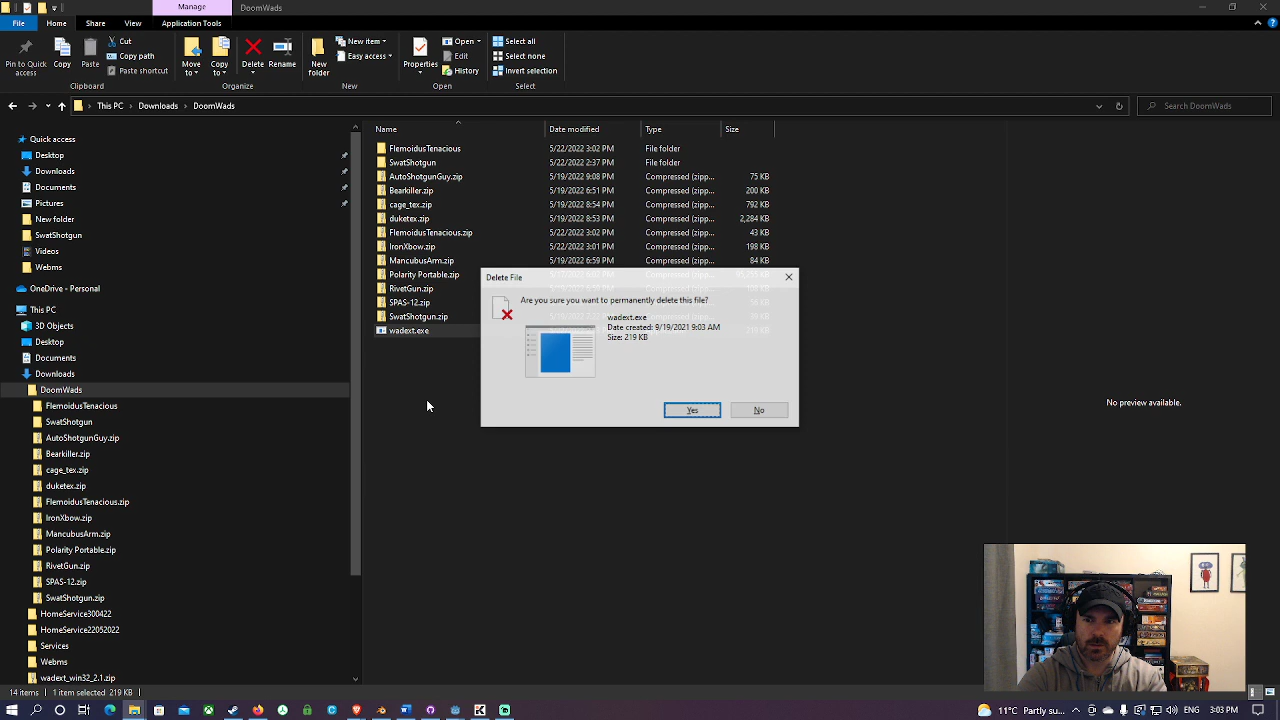 Manage
DoomWads
File
Home
Share
View
Application Tools
Pin to Quick access
Copy
Paste
Cut
Copy path
Paste shortcut
Move to
Copy to
Delete
Rename
New folder
New item
Easy access
Properties
Open
Edit
History
Select all
Select none
Invert selection
Clipboard
Organize
New
Open
Select
This PC
Downloads
DoomWads
Search DoomWads
Name
Date modified
Type
Size
Quick access
Desktop
Downloads
Documents
Pictures
New folder
SwatShotgun
Videos
Webms
OneDrive - Personal
This PC
3D Objects
Desktop
Documents
Downloads
DoomWads
FlemoidusTenacious
SwatShotgun
AutoShotgunGuy.zip
Bearkiller.zip
cage_tex.zip
duketex.zip
FlemoidusTenacious.zip
IronXbow.zip
MancubusArm.zip
Polarity Portable.zip
RivetGun.zip
SPAS-12.zip
SwatShotgun.zip
HomeService300422
HomeService22052022
Services
Webms
wadext_win32_2.1.zip
FlemoidusTenacious 5/22/2022 3:02 PM File folder
SwatShotgun 5/22/2022 2:37 PM File folder
AutoShotgunGuy.zip 5/19/2022 9:08 PM Compressed (zipp... 75 KB
Bearkiller.zip 5/19/2022 6:51 PM Compressed (zipp... 200 KB
cage_tex.zip 5/19/2022 8:54 PM Compressed (zipp... 792 KB
duketex.zip 5/19/2022 8:53 PM Compressed (zipp... 2,284 KB
FlemoidusTenacious.zip 5/22/2022 3:02 PM Compressed (zipp... 43 KB
IronXbow.zip 5/22/2022 3:01 PM Compressed (zipp... 198 KB
MancubusArm.zip 5/19/2022 6:59 PM Compressed (zipp... 84 KB
Polarity Portable.zip
RivetGun.zip
SPAS-12.zip
SwatShotgun.zip
wadext.exe
Delete File
Are you sure you want to permanently delete this file?
wadext.exe
Date created: 9/19/2021 9:03 AM
Size: 219 KB
Yes
No
No preview available.
14 items
1 item selected 219 KB
11°C Partly su...
3:03 PM